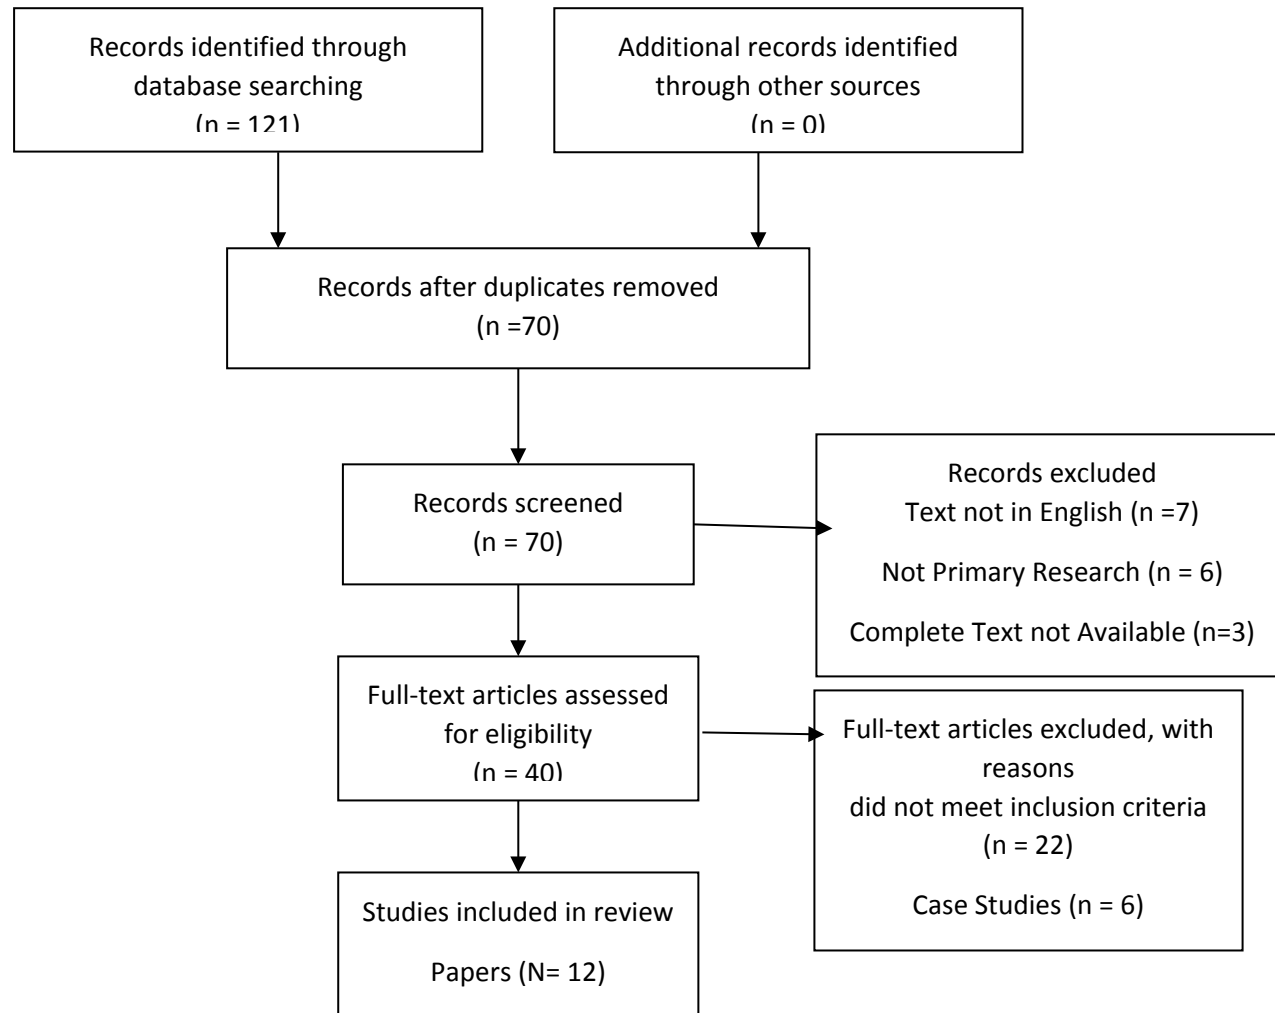 Records identified through
database searching
(n = 121)
Additional records identified
through other sources
(n = 0)
Records after duplicates removed
(n =70)
Records screened
(n = 70)
Records excluded
Text not in English (n =7)
Not Primary Research (n = 6)
Complete Text not Available (n=3)
Full-text articles assessed
for eligibility
(n = 40)
Full-text articles excluded, with
reasons
did not meet inclusion criteria
(n = 22)
Case Studies (n = 6)
Studies included in review
Papers (N= 12)